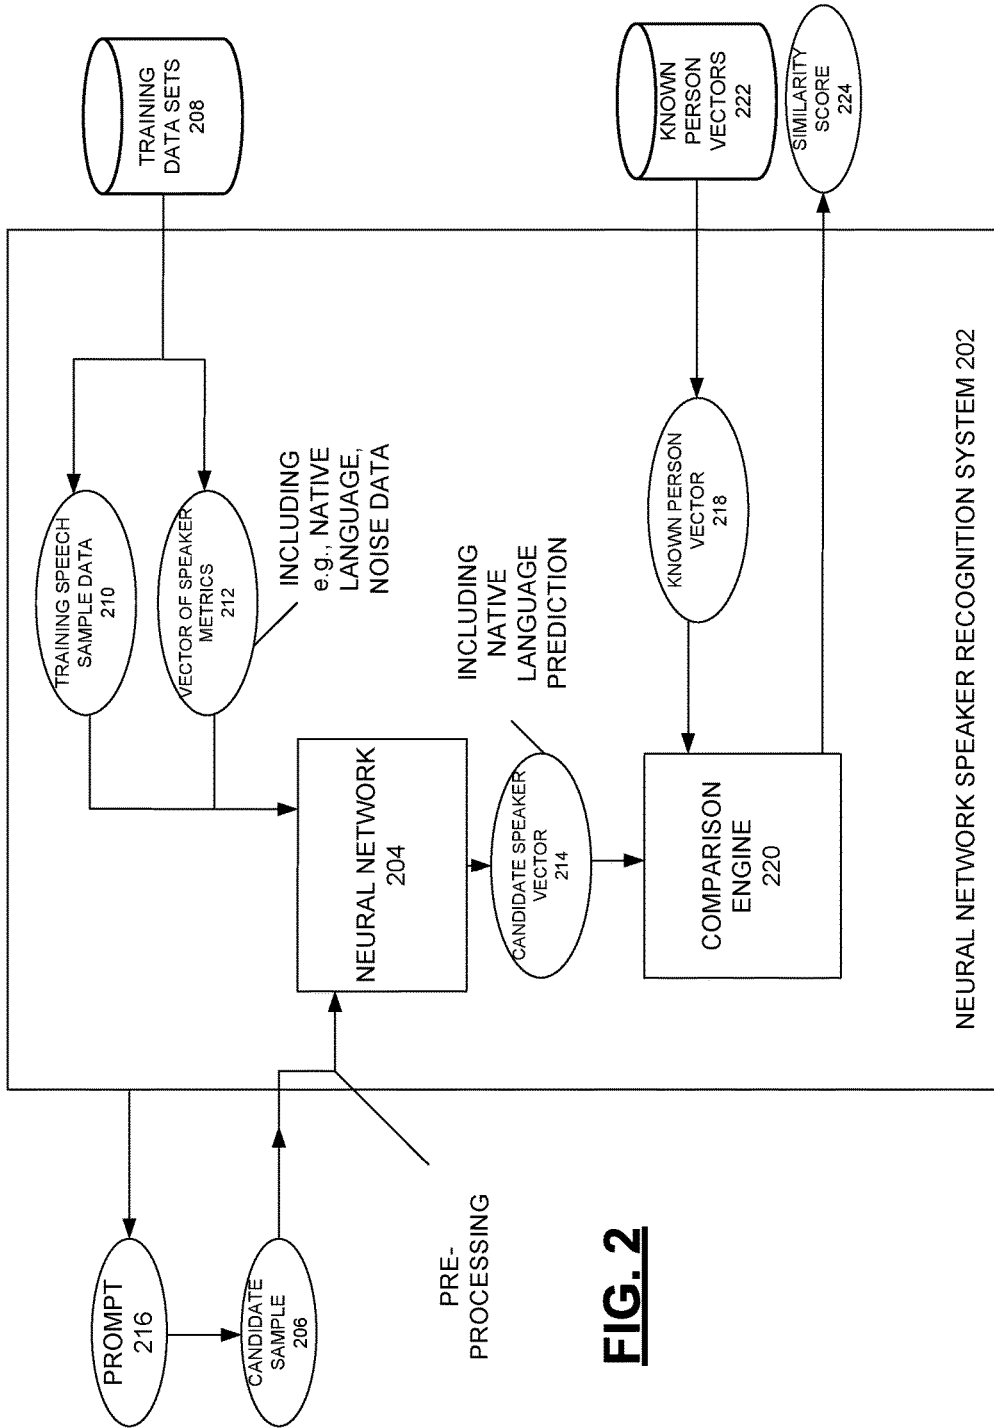 PROMPT
216
CANDIDATE
SAMPLE
206
PRE-
PROCESSING
TRAINING SPEECH
SAMPLE DATA
210
VECTOR OF SPEAKER
METRICS
212
INCLUDING
e.g., NATIVE
LANGUAGE,
NOISE DATA
TRAINING
DATA SETS
208
NEURAL NETWORK
204
CANDIDATE SPEAKER
VECTOR
214
INCLUDING
NATIVE
LANGUAGE
PREDICTION
COMPARISON
ENGINE
220
KNOWN PERSON
VECTOR
218
KNOWN
PERSON
VECTORS
222
SIMILARITY
SCORE
224
NEURAL NETWORK SPEAKER RECOGNITION SYSTEM 202
FIG. 2